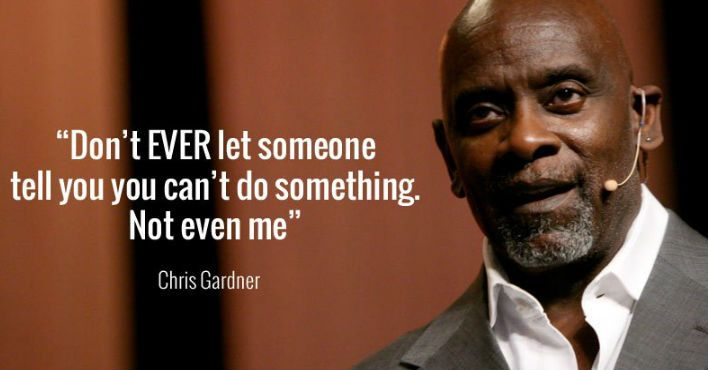 “Don’t EVER let someone
tell you you can’t do something.
Not even me”
Chris Gardner